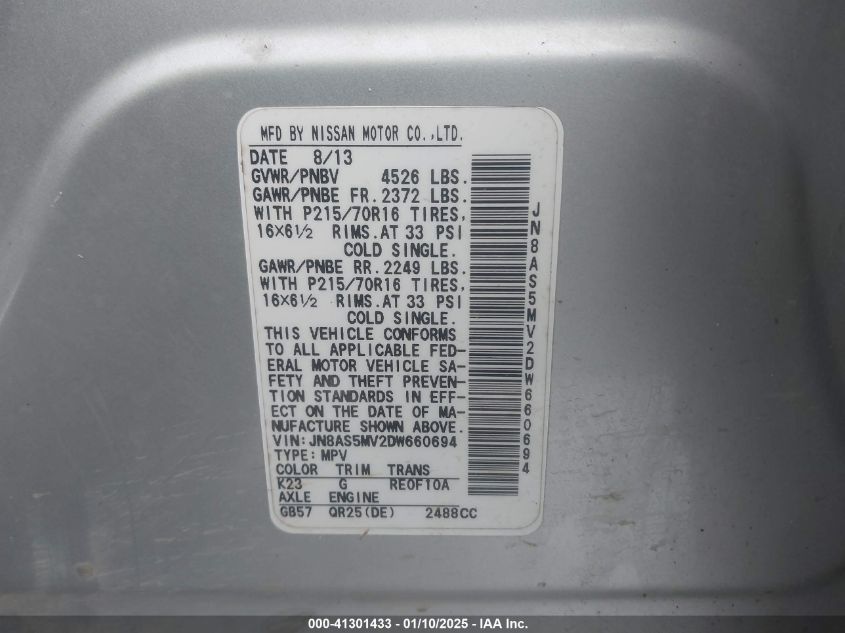 MFD BY NISSAN MOTOR CO.,LTD.
DATE 8/13
GVWR/PNBV 4526 LBS.
GAWR/PNBE FR. 2372 LBS.
WITH P215/70R16 TIRES,
16×6½ RIMS. AT 33 PSI
COLD SINGLE.
GAWR/PNBE RR. 2249 LBS.
WITH P215/70R16 TIRES,
16×6½ RIMS. AT 33 PSI
COLD SINGLE.
THIS VEHICLE CONFORMS
TO ALL APPLICABLE FED-
ERAL MOTOR VEHICLE SA-
FETY AND THEFT PREVEN-
TION STANDARDS IN EFF-
ECT ON THE DATE OF MA-
NUFACTURE SHOWN ABOVE.
VIN: JN8AS5MV2DW660694
TYPE: MPV
COLOR TRIM TRANS
K23 G RE0F10A
AXLE ENGINE
GB57 QR25(DE) 2488CC
JN8AS5MV2DW660694
000-41301433 - 01/10/2025 - IAA Inc.